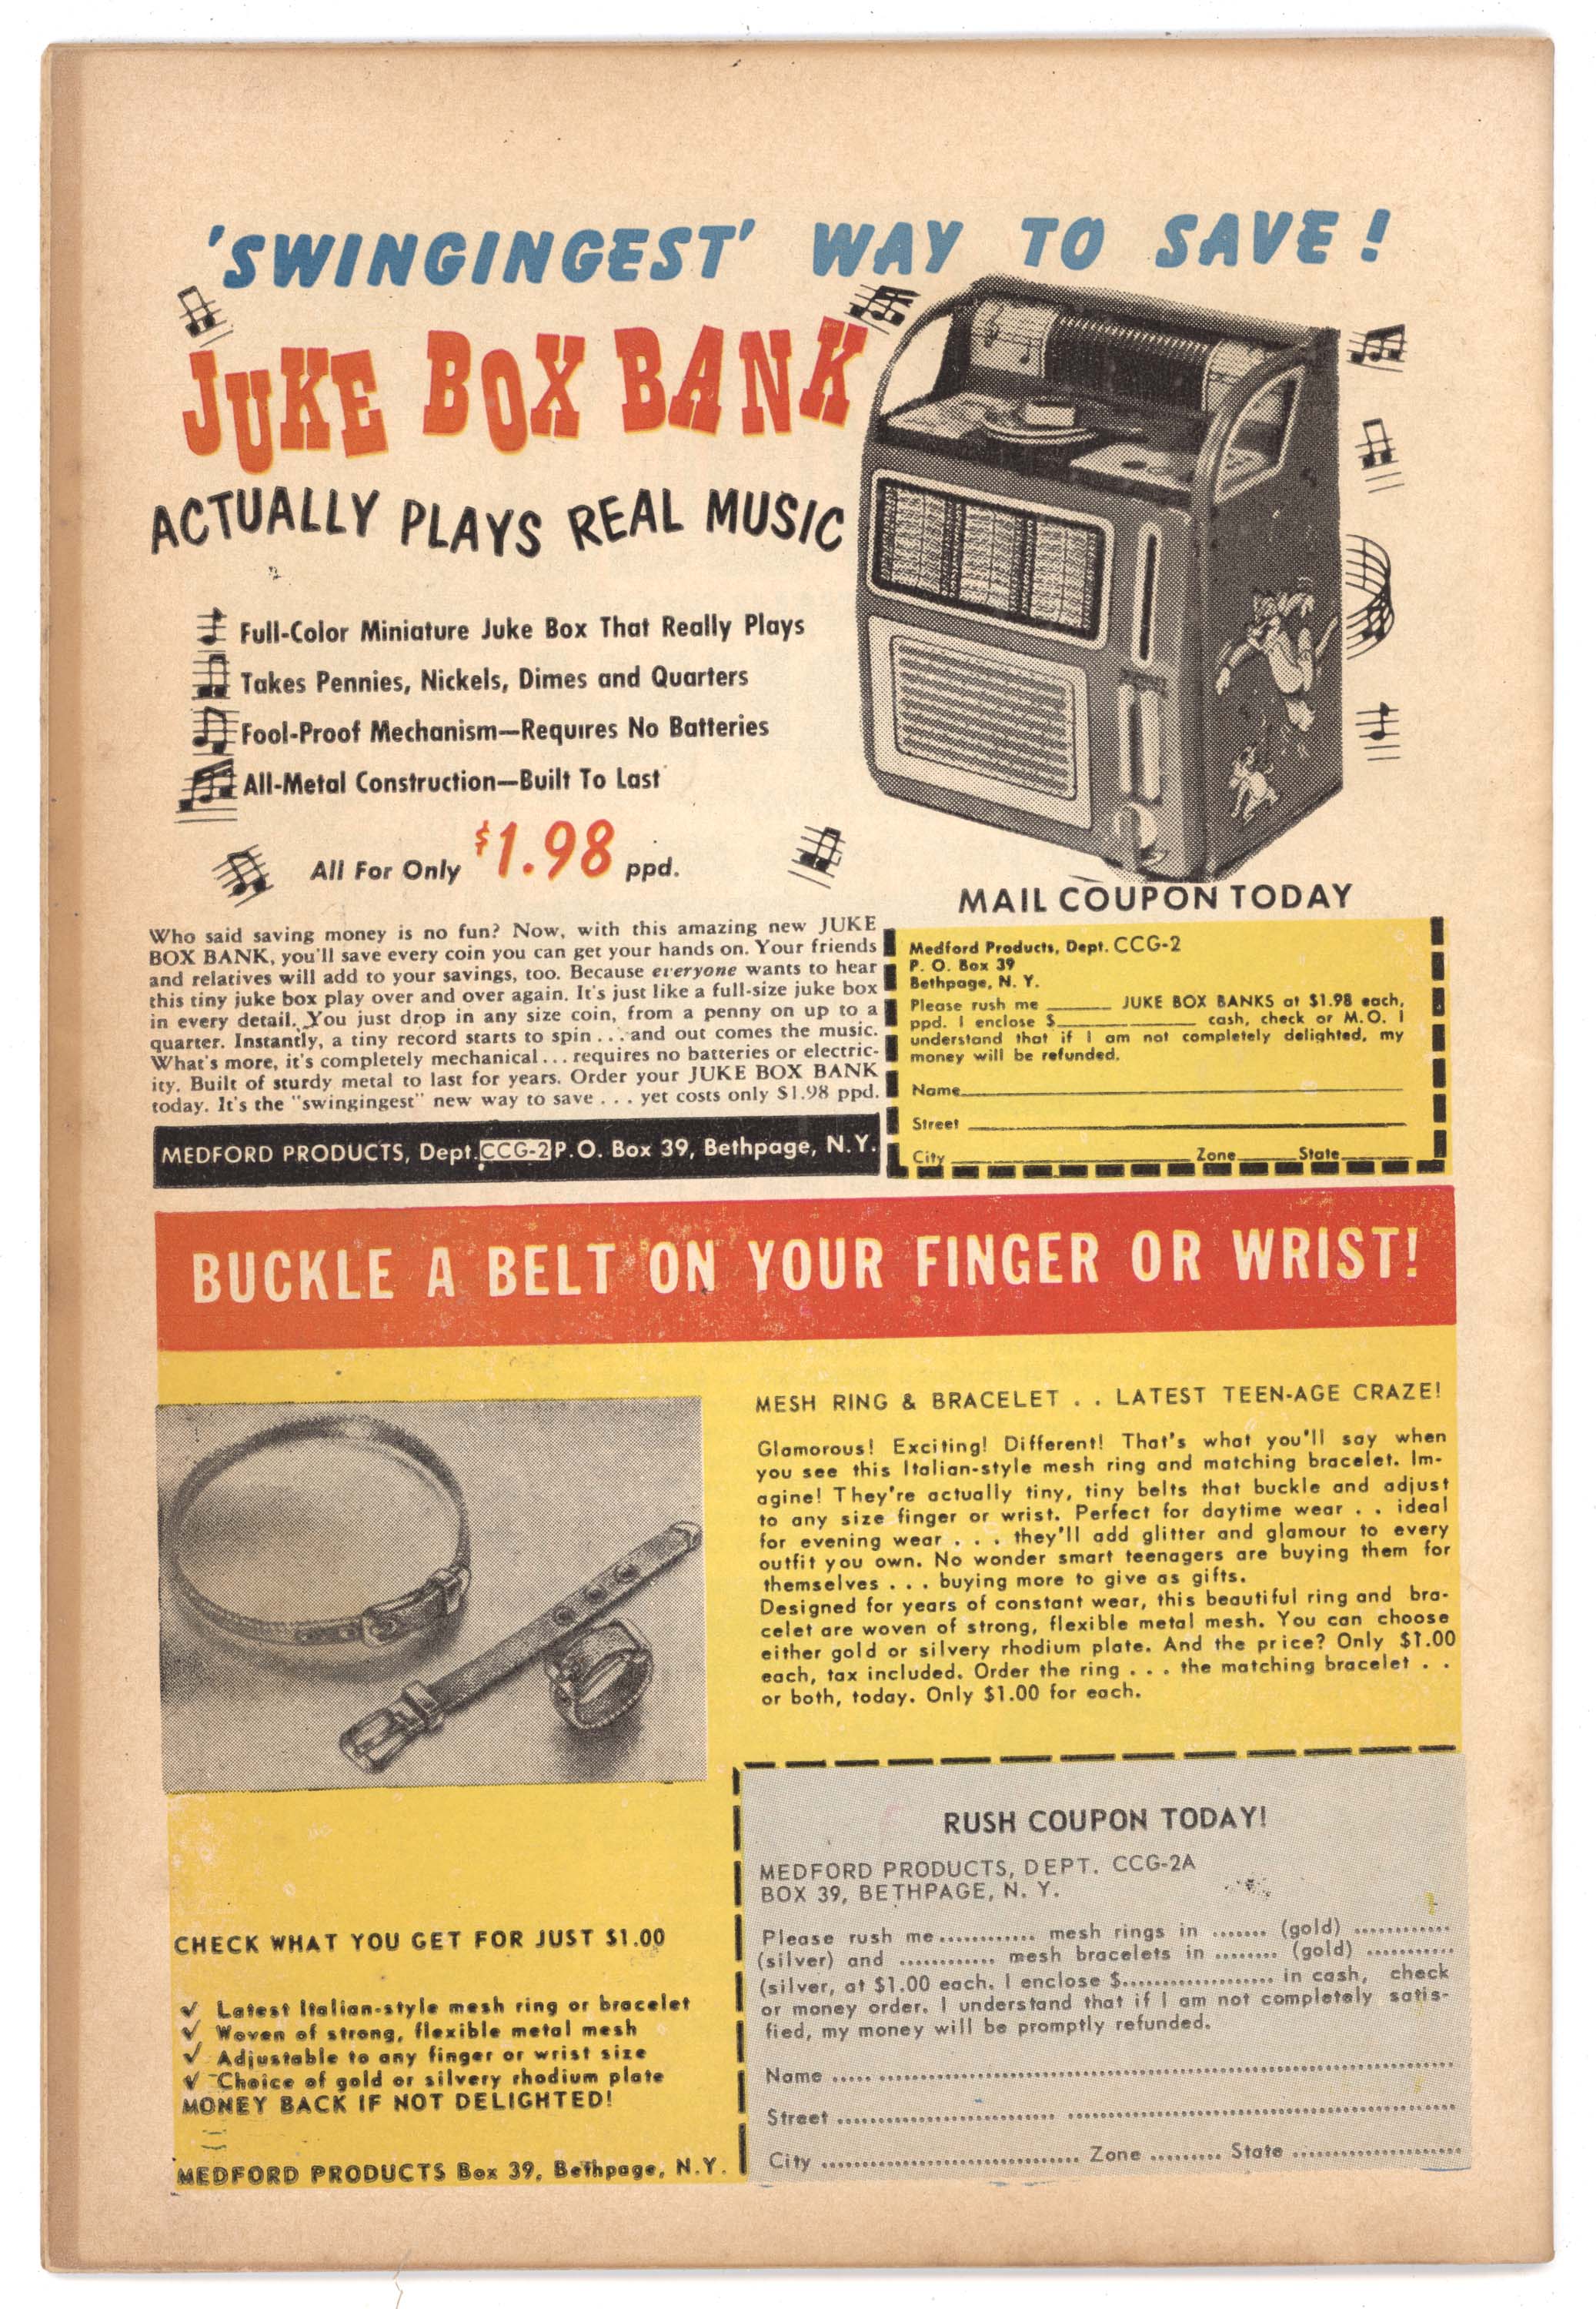 'SWINGINGEST' WAY TO SAVE!
JUKE BOX BANK
ACTUALLY PLAYS REAL MUSIC
Full-Color Miniature Juke Box That Really Plays
Takes Pennies, Nickels, Dimes and Quarters
Fool-Proof Mechanism—Requires No Batteries
All-Metal Construction—Built To Last
All For Only $1.98 ppd.
Who said saving money is no fun? Now, with this amazing new JUKE
BOX BANK, you'll save every coin you can get your hands on. Your friends
and relatives will add to your savings, too. Because everyone wants to hear
this tiny juke box play over and over again. It's just like a full-size juke box
in every detail. You just drop in any size coin, from a penny on up to a
quarter. Instantly, a tiny record starts to spin . . . and out comes the music.
What's more, it's completely mechanical . . . requires no batteries or electric-
ity. Built of sturdy metal to last for years. Order your JUKE BOX BANK
today. It's the "swingingest" new way to save . . . yet costs only $1.98 ppd.
MEDFORD PRODUCTS, Dept. CCG-2 P.O. Box 39, Bethpage, N.Y.
MAIL COUPON TODAY
Medford Products, Dept. CCG-2
P. O. Box 39
Bethpage, N. Y.
Please rush me ______ JUKE BOX BANKS at $1.98 each,
ppd. I enclose $____________ cash, check or M.O. I
understand that if I am not completely delighted, my
money will be refunded.
Name
Street
City Zone State
BUCKLE A BELT ON YOUR FINGER OR WRIST!
MESH RING & BRACELET . . LATEST TEEN-AGE CRAZE!
Glamorous! Exciting! Different! That's what you'll say when
you see this Italian-style mesh ring and matching bracelet. Im-
agine! They're actually tiny, tiny belts that buckle and adjust
to any size finger or wrist. Perfect for daytime wear . . ideal
for evening wear . . . they'll add glitter and glamour to every
outfit you own. No wonder smart teenagers are buying them for
themselves . . . buying more to give as gifts.
Designed for years of constant wear, this beautiful ring and bra-
celet are woven of strong, flexible metal mesh. You can choose
either gold or silvery rhodium plate. And the price? Only $1.00
each, tax included. Order the ring . . . the matching bracelet . .
or both, today. Only $1.00 for each.
CHECK WHAT YOU GET FOR JUST $1.00
✓ Latest Italian-style mesh ring or bracelet
✓ Woven of strong, flexible metal mesh
✓ Adjustable to any finger or wrist size
✓ Choice of gold or silvery rhodium plate
MONEY BACK IF NOT DELIGHTED!
MEDFORD PRODUCTS Box 39, Bethpage, N.Y.
RUSH COUPON TODAY!
MEDFORD PRODUCTS, DEPT. CCG-2A
BOX 39, BETHPAGE, N. Y.
Please rush me............ mesh rings in ....... (gold) ............
(silver) and ............ mesh bracelets in ........ (gold) ...........
(silver, at $1.00 each. I enclose $................... in cash, check
or money order. I understand that if I am not completely satis-
fied, my money will be promptly refunded.
Name
Street
City Zone State